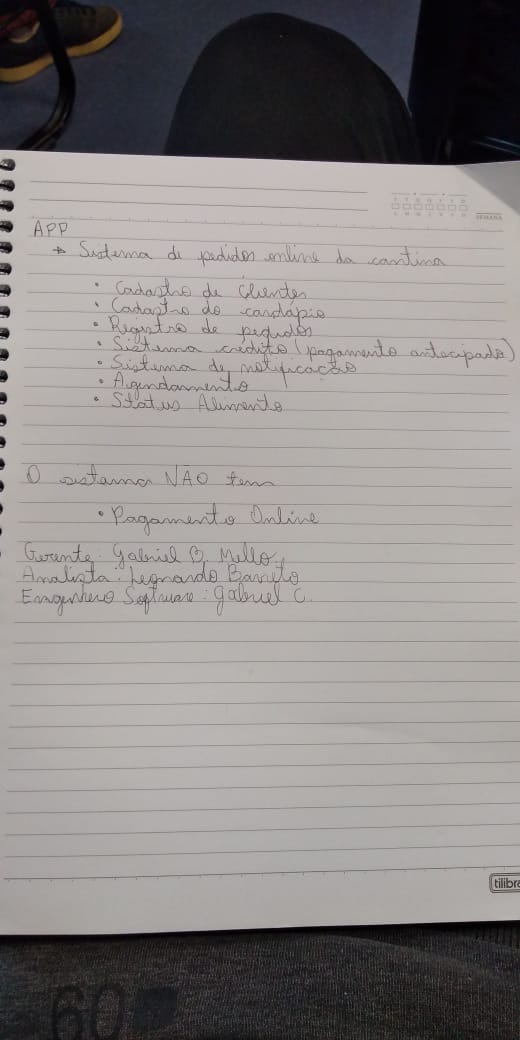 SEMANA
APP
→ Sistema de pedidos online da cantina
• Cadastro de Clientes
• Cadastro do cardápio
• Registro de pedidos
• Sistema crédito (pagamento antecipado)
• Sistema de notificação
• Agendamento
• Status Alimento
O sistema NÃO tem
• Pagamento Online
Gerente: Gabriel B. Mello
Analista: Leonardo Barreto
Engenheiro Software: Gabriel C.
tilibra
60